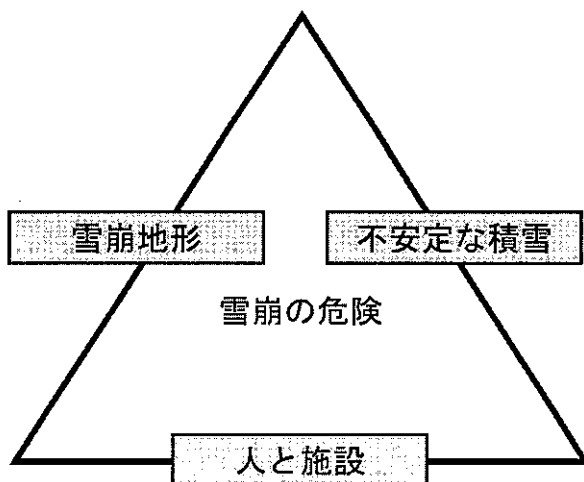 雪崩地形
不安定な積雪
雪崩の危険
人と施設